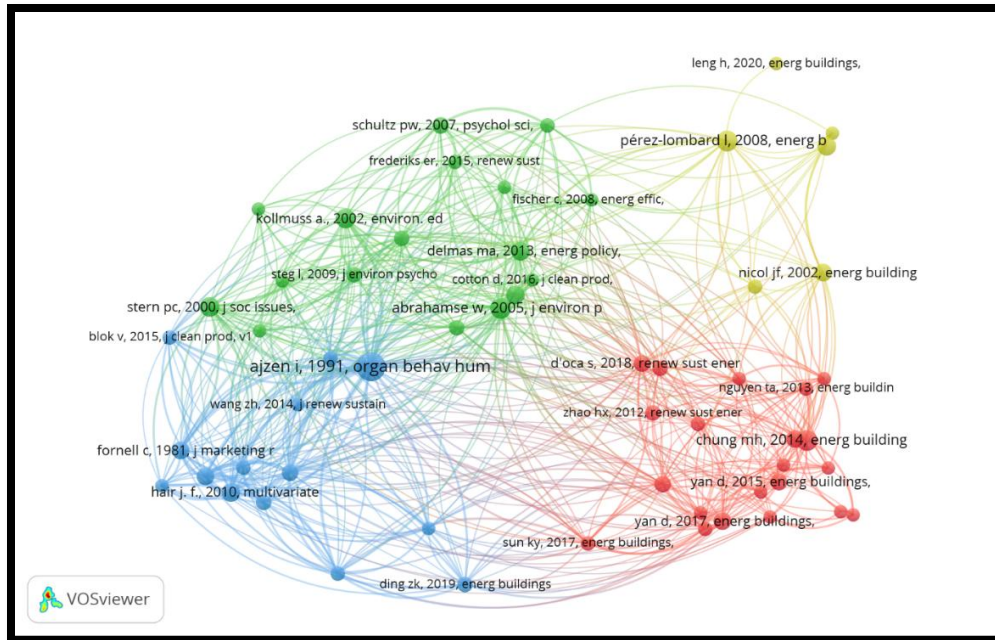 leng h, 2020, energ buildings,
schultz pw, 2007, psychol sci,
pérez-lombard l, 2008, energ b
frederiks er, 2015, renew sust
fischer c, 2008, energ effic,
kollmuss a., 2002, environ. ed
delmas ma, 2013, energ policy,
steg l, 2009, j environ psycho
cotton d, 2016, j clean prod,
nicol jf, 2002, energ building
stern pc, 2000, j soc issues,
abrahamse w, 2005, j environ p
blok v, 2015, j clean prod, v1
ajzen i, 1991, organ behav hum
d'oca s, 2018, renew sust ener
nguyen ta, 2013, energ buildin
wang zh, 2014, renew sustain
zhao hx, 2012, renew sust ener
chung mh, 2014, energ building
fornell c, 1981, j marketing r
yan d, 2015, energ buildings,
hair j. f., 2010, multivariate
yan d, 2017, energ buildings,
sun ky, 2017, energ buildings,
ding zk, 2019, energ buildings
VOSviewer